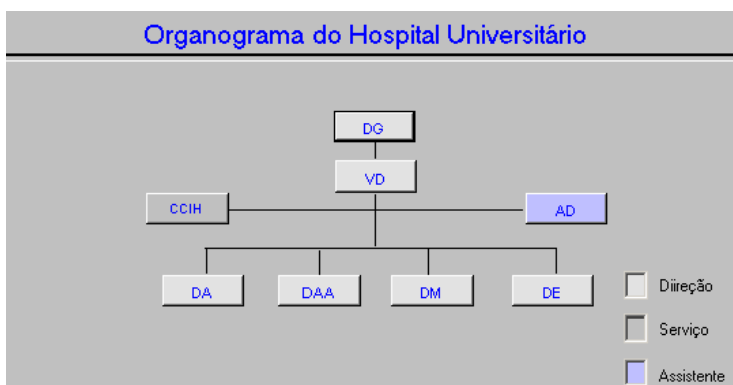 Organograma do Hospital Universitário
DG
VD
CCIH
AD
DA
DAA
DM
DE
Diireção
Serviço
Assistente